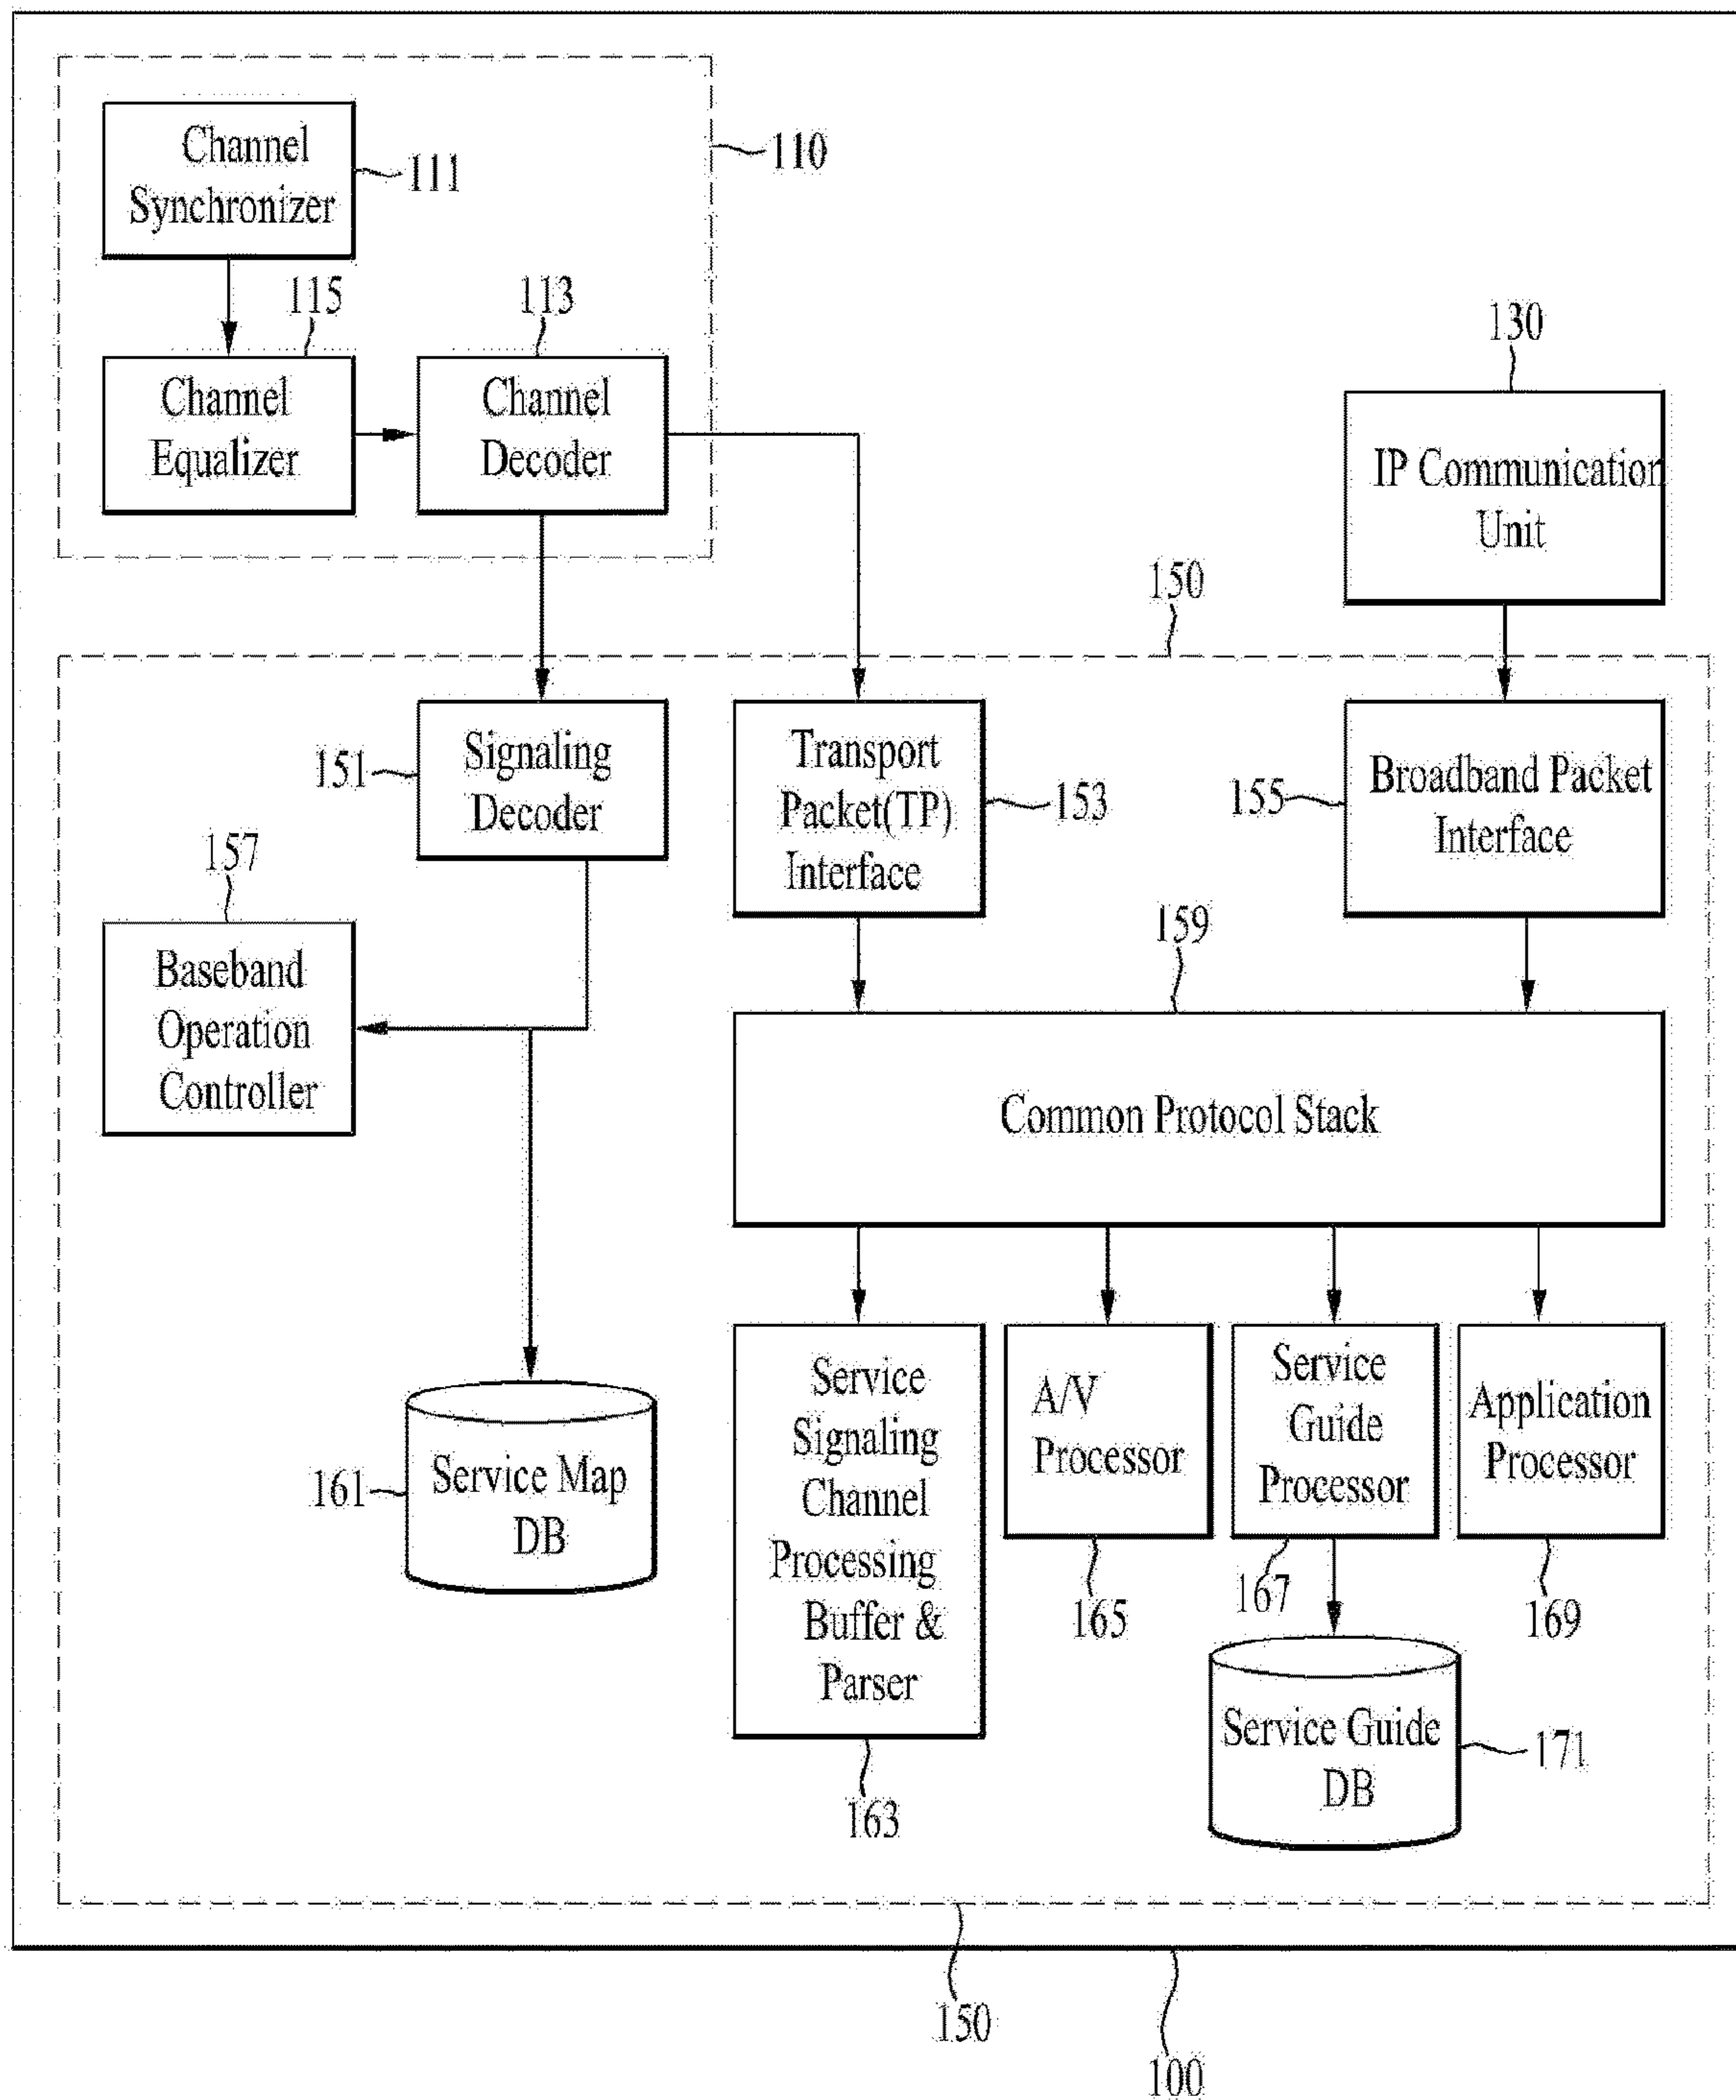 Channel
Synchronizer
111
110
115
113
Channel
Equalizer
Channel
Decoder
130
IP Communication
Unit
150
151
Signaling
Decoder
Transport
Packet(TP)
Interface
153
155
Broadband Packet
Interface
157
Baseband
Operation
Controller
159
Common Protocol Stack
161
Service Map
DB
Service
Signaling
Channel
Processing
Buffer &
Parser
163
A/V
Processor
165
Service
Guide
Processor
167
Application
Processor
169
Service Guide
DB
171
150
100